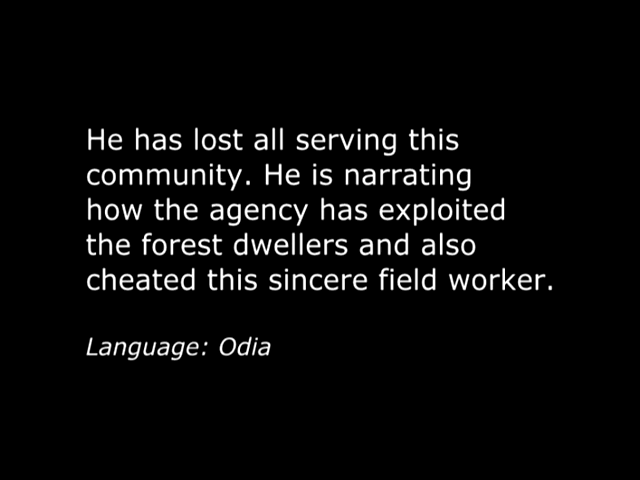 He has lost all serving this
community. He is narrating
how the agency has exploited
the forest dwellers and also
cheated this sincere field worker.
Language: Odia